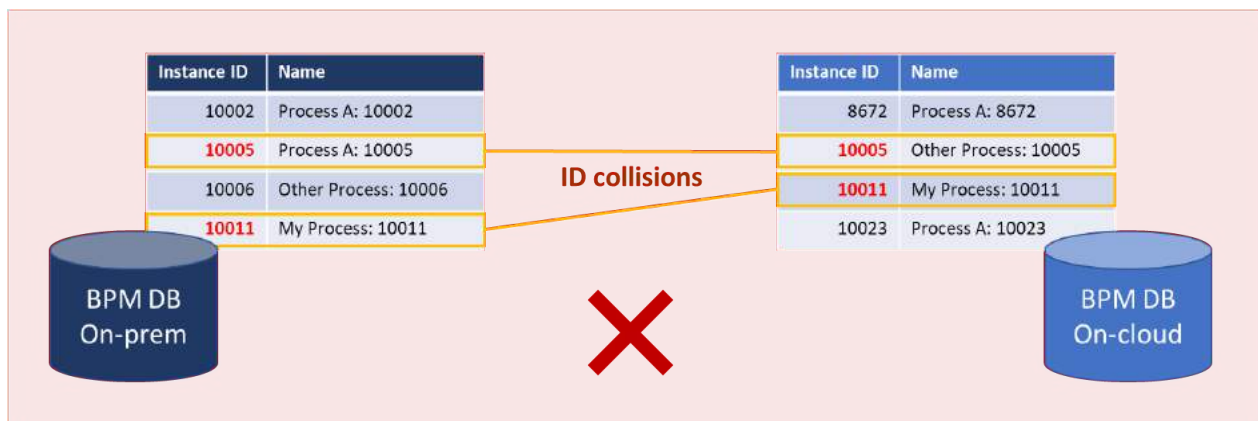 Instance ID Name
10002 Process A: 10002
10005 Process A: 10005
10006 Other Process: 10006
10011 My Process: 10011
BPM DB
On-prem
ID collisions
Instance ID Name
8672 Process A: 8672
10005 Other Process: 10005
10011 My Process: 10011
10023 Process A: 10023
BPM DB
On-cloud